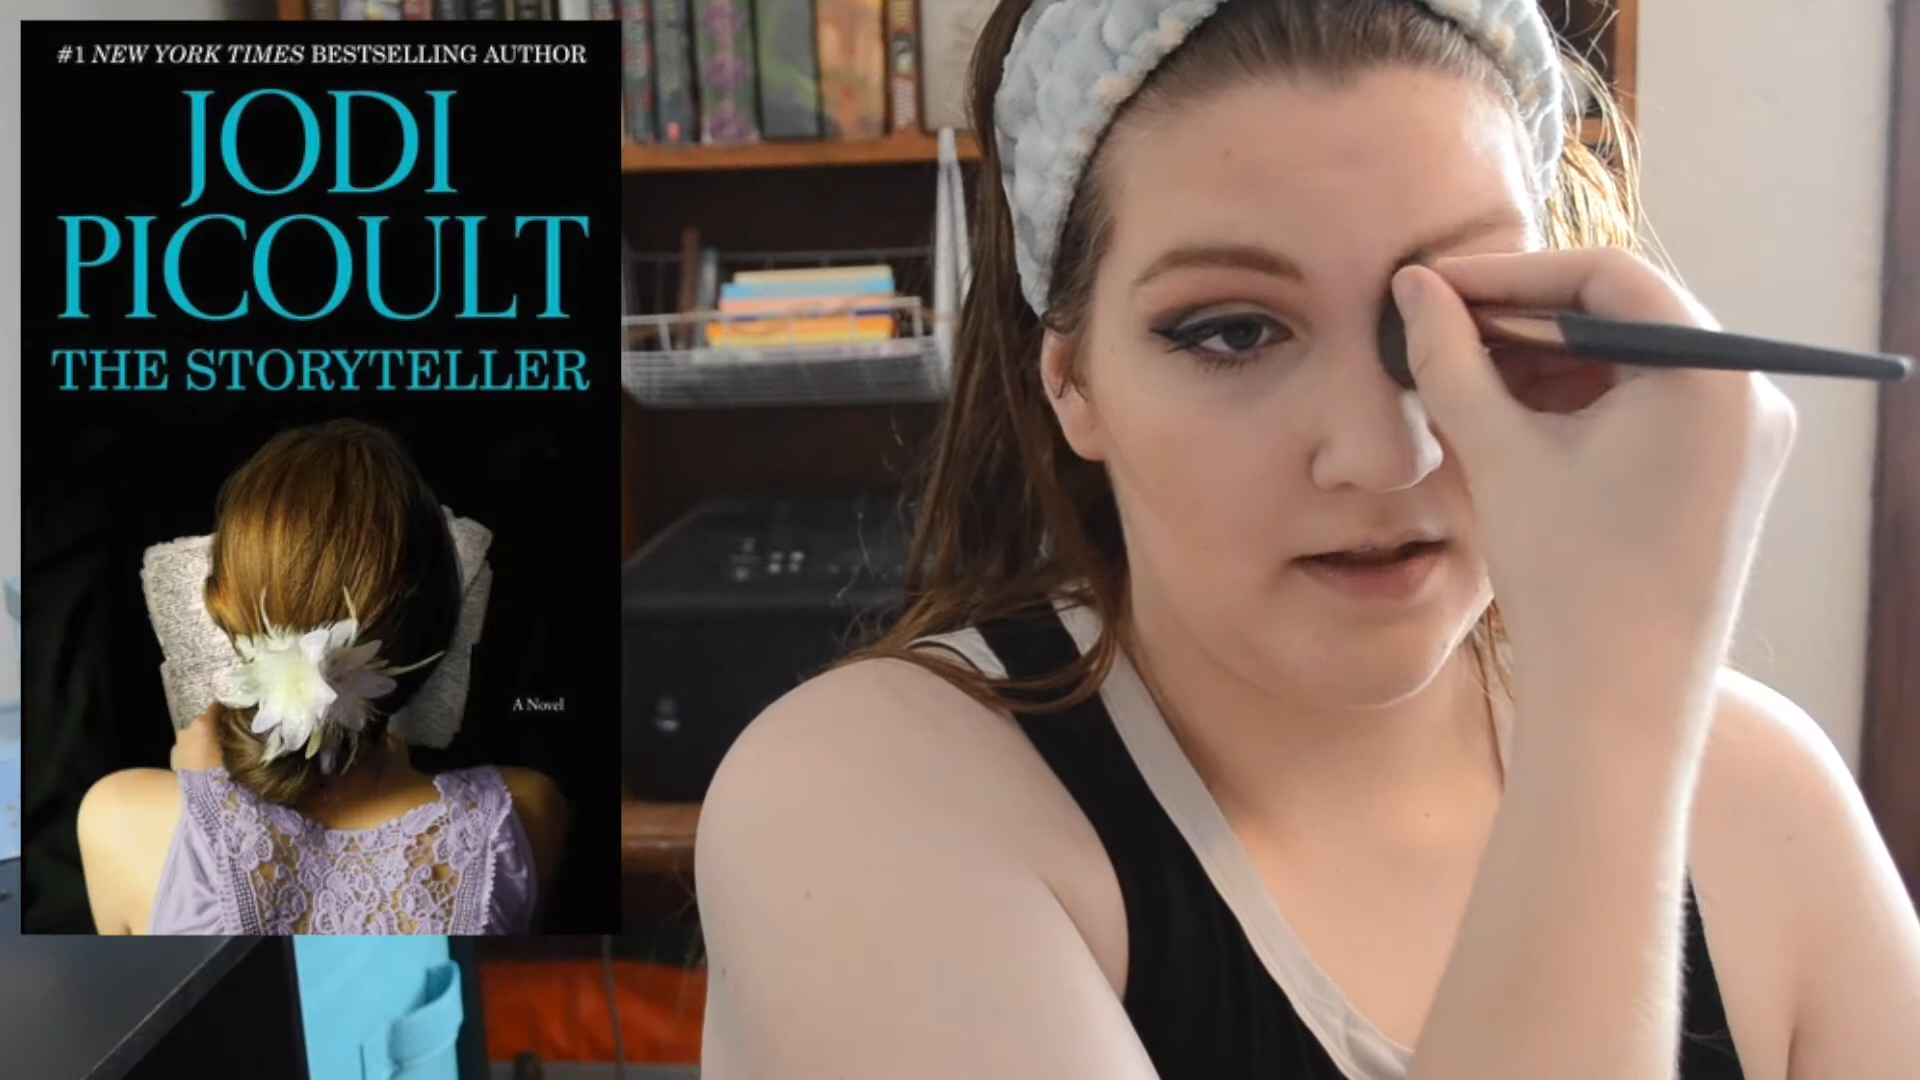 #1 NEW YORK TIMES BESTSELLING AUTHOR
JODI
PICOULT
THE STORYTELLER
A Novel